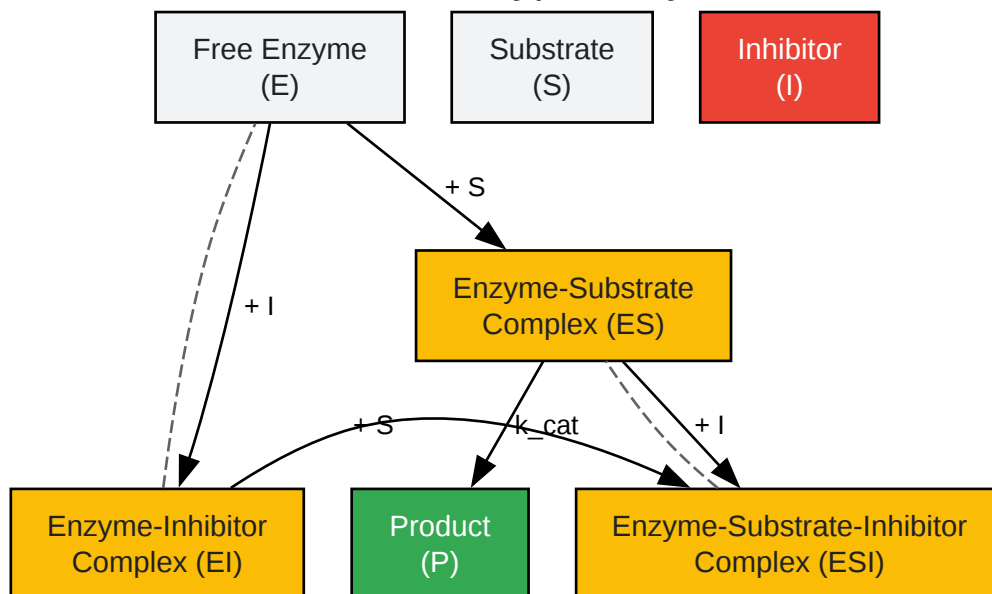 Free Enzyme
(E)
Substrate
(S)
Inhibitor
(I)
+ S
Enzyme-Substrate
Complex (ES)
+ I
+ S
k_cat
+ I
Enzyme-Inhibitor
Complex (EI)
Product
(P)
Enzyme-Substrate-Inhibitor
Complex (ESI)